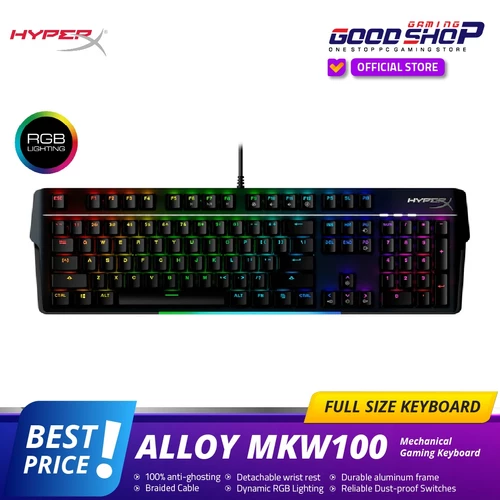 HYPERX
GAMING
GOOD SHOP
ONE STOP PC GAMING STORE
OFFICIAL STORE
RGB
LIGHTING
HYPERX
FULL SIZE KEYBOARD
BEST
PRICE!
ALLOY MKW100
Mechanical
Gaming Keyboard
• 100% anti-ghosting • Detachable wrist rest • Durable aluminum frame
• Braided Cable • Dynamic RGB Lighting • Reliable Dust-proof Switches